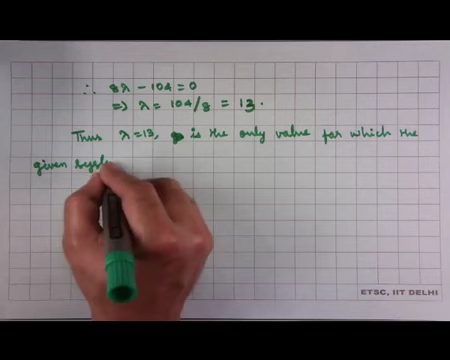 ∴ 8λ - 104 = 0
=> λ = 104/8 = 13.
Thus λ = 13, is the only value for which the
given syste
ETSC, IIT DELHI